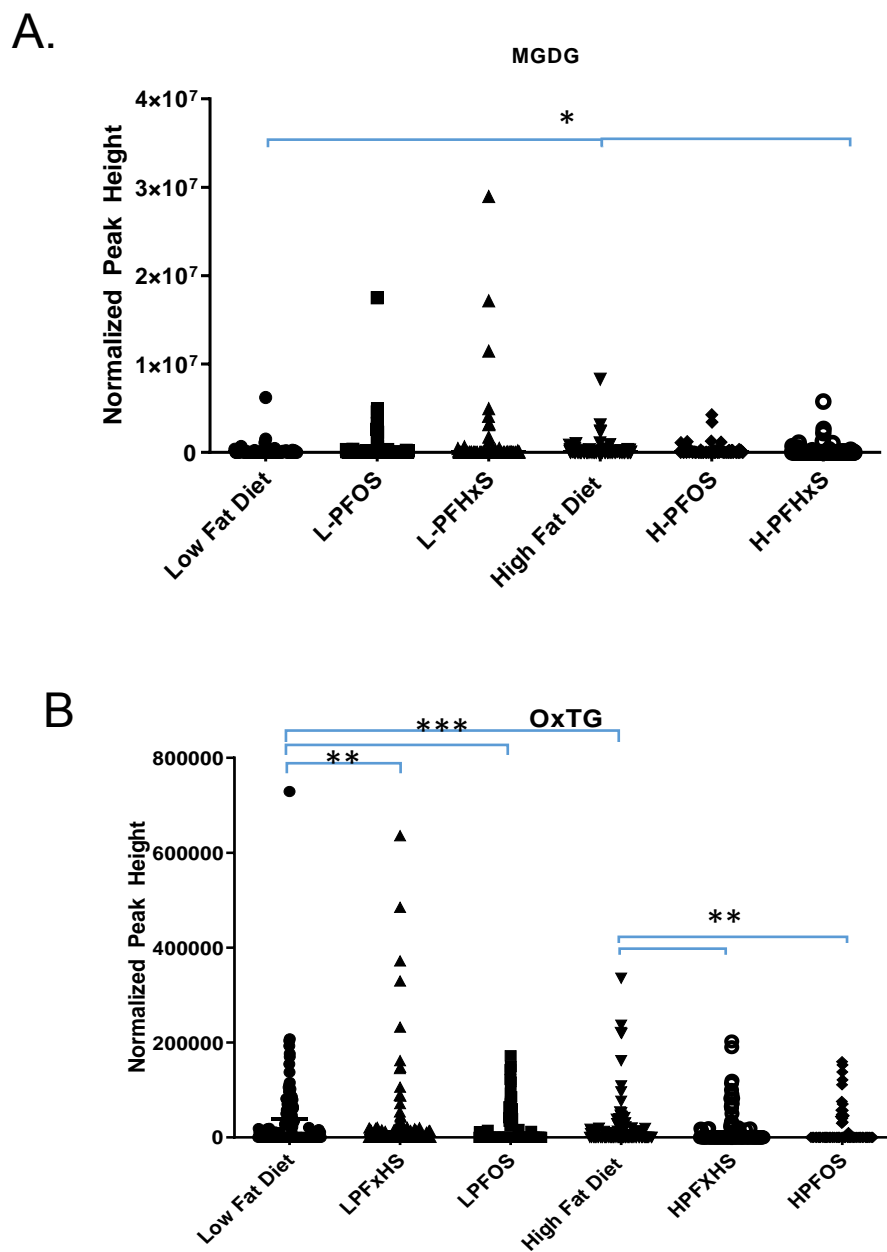 A.
MGDG
Normalized Peak Height
4×10⁷
3×10⁷
2×10⁷
1×10⁷
0
*
Low Fat Diet
L-PFOS
L-PFHxS
High Fat Diet
H-PFOS
H-PFHxS
B
OxTG
Normalized Peak Height
800000
600000
400000
200000
0
***
**
**
Low Fat Diet
LPFxHS
LPFOS
High Fat Diet
HPFXHS
HPFOS